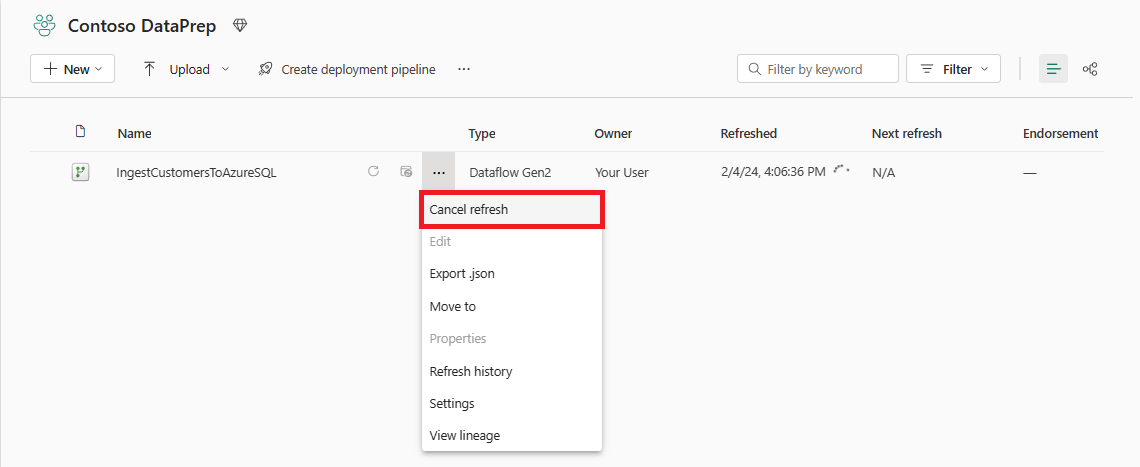 Contoso DataPrep
New Upload Create deployment pipeline ... Filter by keyword Filter
Name Type Owner Refreshed Next refresh Endorsement
IngestCustomersToAzureSQL ... Dataflow Gen2 Your User 2/4/24, 4:06:36 PM N/A —
Cancel refresh
Edit
Export .json
Move to
Properties
Refresh history
Settings
View lineage